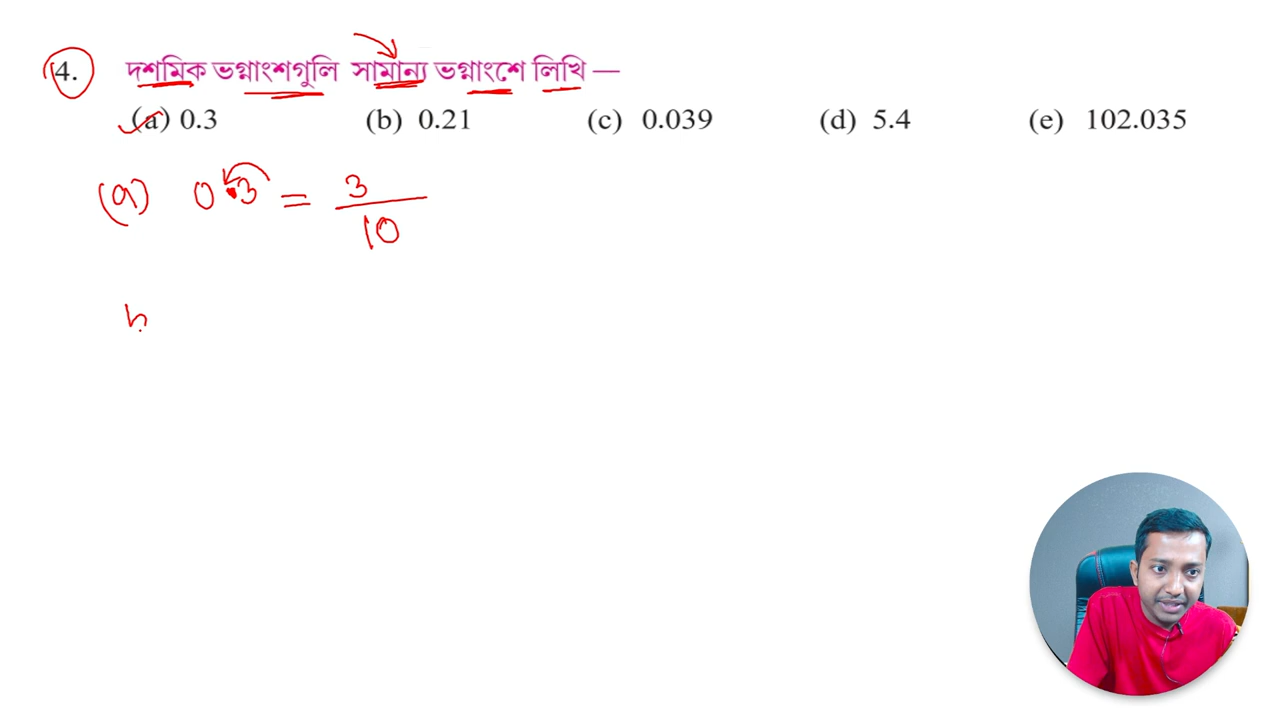 4. দশমিক ভগ্নাংশগুলি সামান্য ভগ্নাংশে লিখি —
(a) 0.3 (b) 0.21 (c) 0.039 (d) 5.4 (e) 102.035
(a) 0.3 = 3/10
b